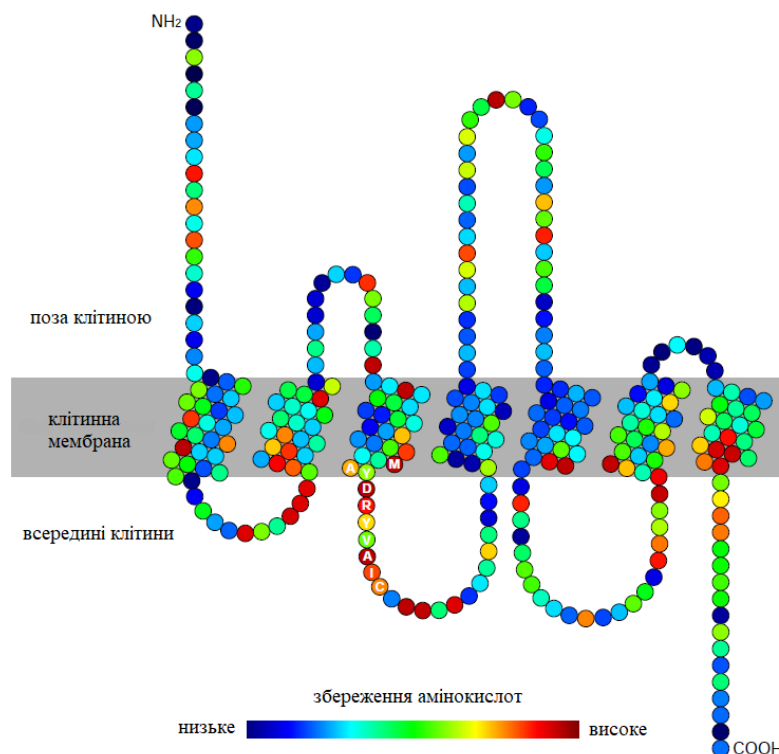 NH2
поза клітиною
клітинна
мембрана
всередині клітини
A
Y
M
D
R
Y
V
A
I
C
збереження амінокислот
низьке
високе
COOH